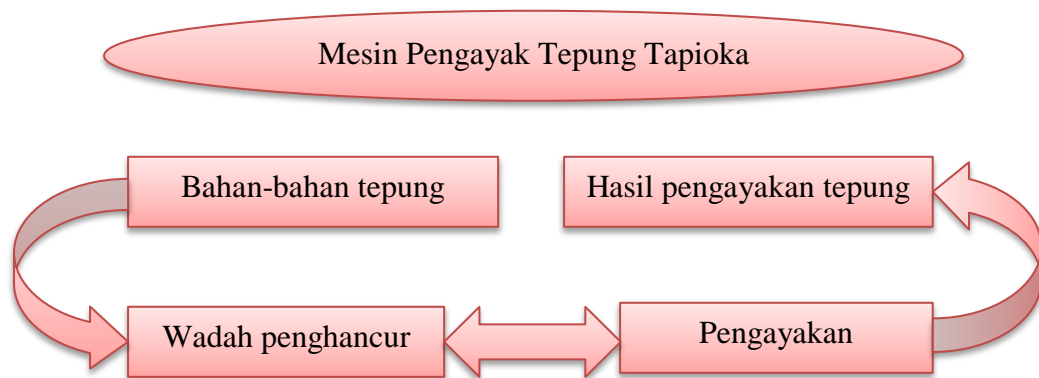 Mesin Pengayak Tepung Tapioka
Bahan-bahan tepung
Hasil pengayakan tepung
Wadah penghancur
Pengayakan